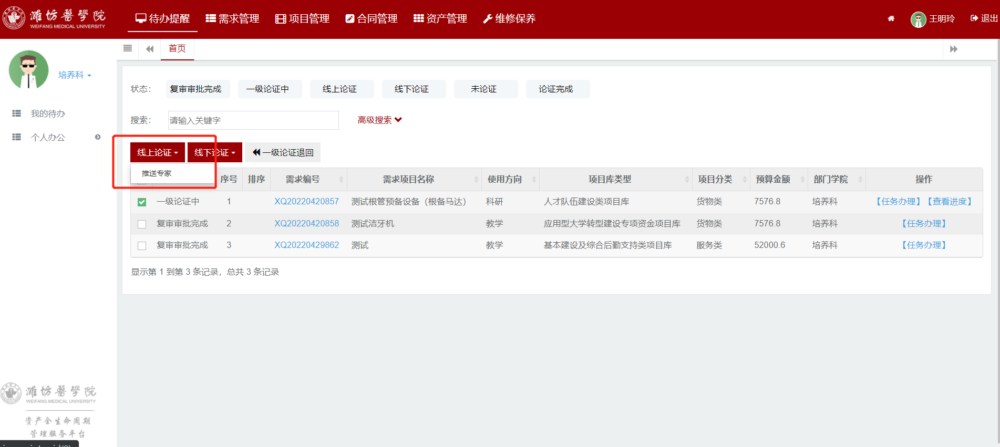 濰坊醫學院
WEIFANG MEDICAL UNIVERSITY
待办提醒 需求管理 项目管理 合同管理 资产管理 维修保养
王明玲 退出
首页
培养科
我的待办
个人办公
状态： 复审审批完成 一级论证中 线上论证 线下论证 未论证 论证完成
搜索： 请输入关键字 高级搜索
线上论证 线下论证 一级论证退回
推送专家
序号 排序 需求编号 需求项目名称 使用方向 项目库类型 项目分类 预算金额 部门学院 操作
一级论证中 1 XQ20220420857 测试根管预备设备（根备马达） 科研 人才队伍建设类项目库 货物类 7576.8 培养科 【任务办理】【查看进度】
复审审批完成 2 XQ20220420858 测试洁牙机 教学 应用型大学转型建设专项资金项目库 货物类 7576.8 培养科 【任务办理】
复审审批完成 3 XQ20220429862 测试 教学 基本建设及综合后勤支持类项目库 服务类 52000.6 培养科 【任务办理】
显示第 1 到第 3 条记录，总共 3 条记录
濰坊醫學院
WEIFANG MEDICAL UNIVERSITY
资产全生命周期
管理服务平台